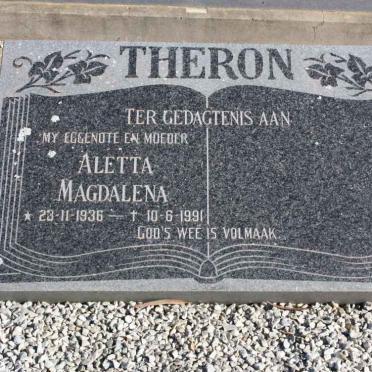 THERON
TER GEDAGTENIS AAN
MY EGGENOTE EN MOEDER
ALETTA
MAGDALENA
* 23-11-1936 — † 10-6-1991
GOD'S WEË IS VOLMAAK